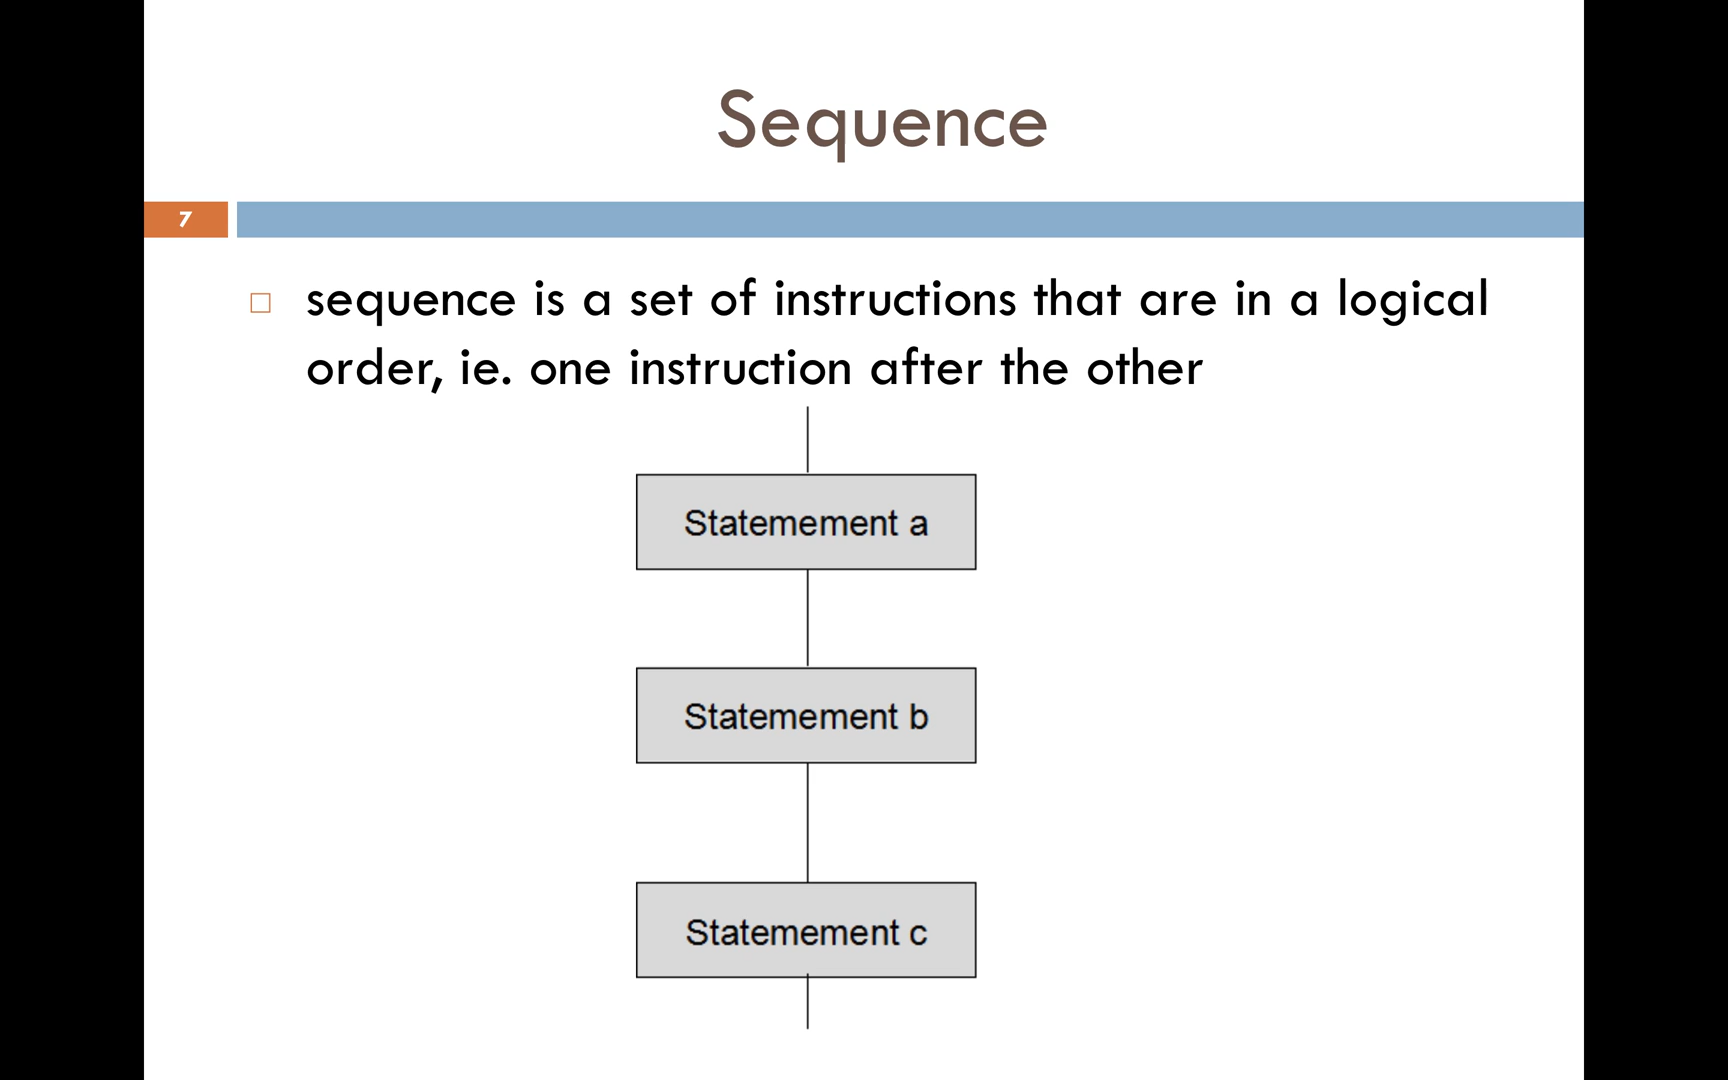 Sequence
7
sequence is a set of instructions that are in a logical
order, ie. one instruction after the other
Statemement a
Statemement b
Statemement c